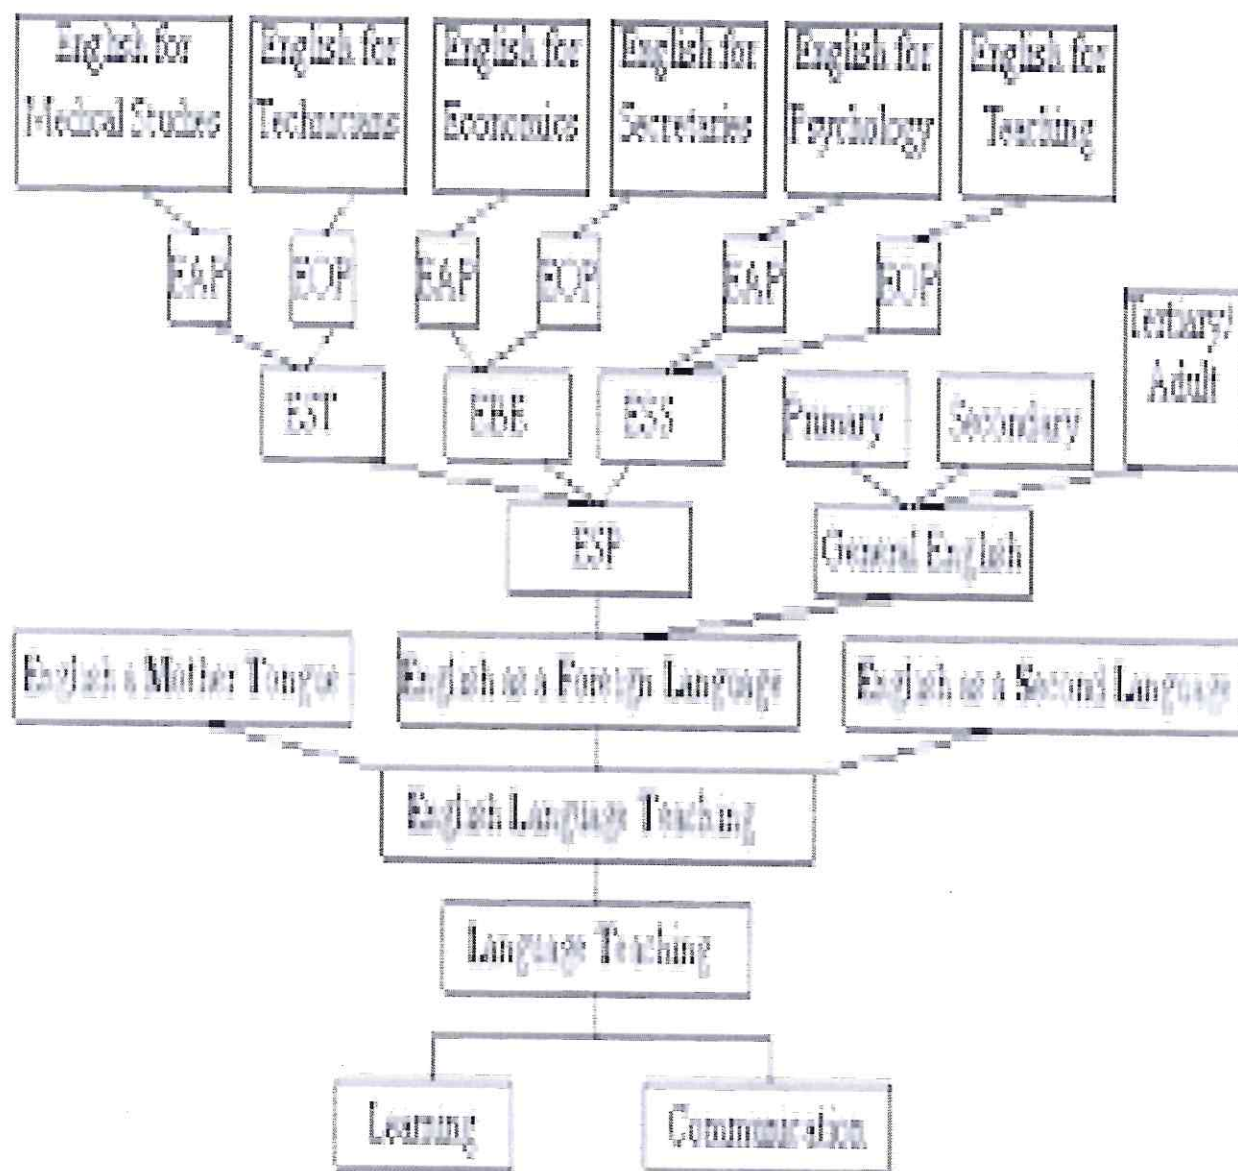 English for
Medical Studies
English for
Technicians
English for
Economics
English for
Secretaries
English for
Psychology
English for
Teaching
EAP
EOP
EAP
EOP
EAP
EOP
Tertiary/
Adult
EST
EBE
ESS
Primary
Secondary
ESP
General English
English a Mother Tongue
English as a Foreign Language
English as a Second Language
English Language Teaching
Language Teaching
Learning
Communication